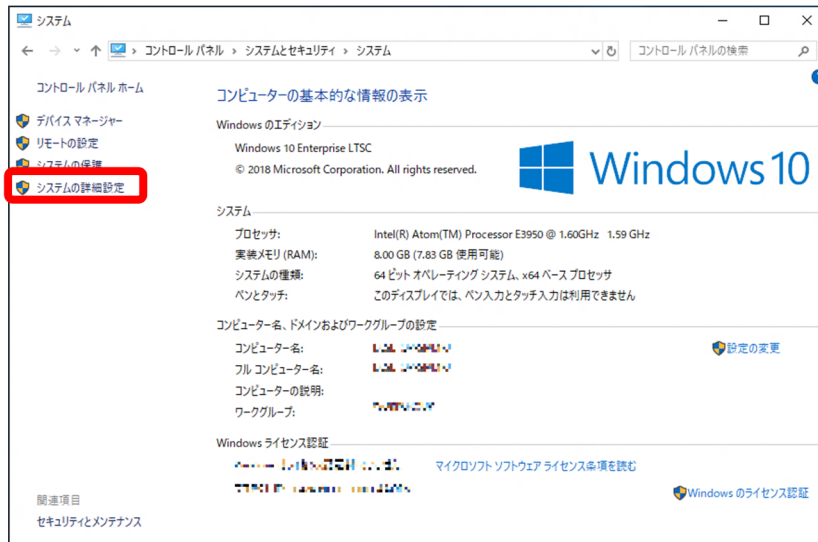 システム
コントロール パネル › システムとセキュリティ › システム
コントロール パネルの検索
コントロール パネル ホーム
デバイス マネージャー
リモートの設定
システムの保護
システムの詳細設定
コンピューターの基本的な情報の表示
Windows のエディション
Windows 10 Enterprise LTSC
© 2018 Microsoft Corporation. All rights reserved.
Windows 10
システム
プロセッサ: Intel(R) Atom(TM) Processor E3950 @ 1.60GHz 1.59 GHz
実装メモリ (RAM): 8.00 GB (7.83 GB 使用可能)
システムの種類: 64 ビット オペレーティング システム、x64 ベース プロセッサ
ペンとタッチ: このディスプレイでは、ペン入力とタッチ入力は利用できません
コンピューター名、ドメインおよびワークグループの設定
コンピューター名:
設定の変更
フル コンピューター名:
コンピューターの説明:
ワークグループ:
Windows ライセンス認証
マイクロソフト ソフトウェア ライセンス条項を読む
Windows のライセンス認証
関連項目
セキュリティとメンテナンス